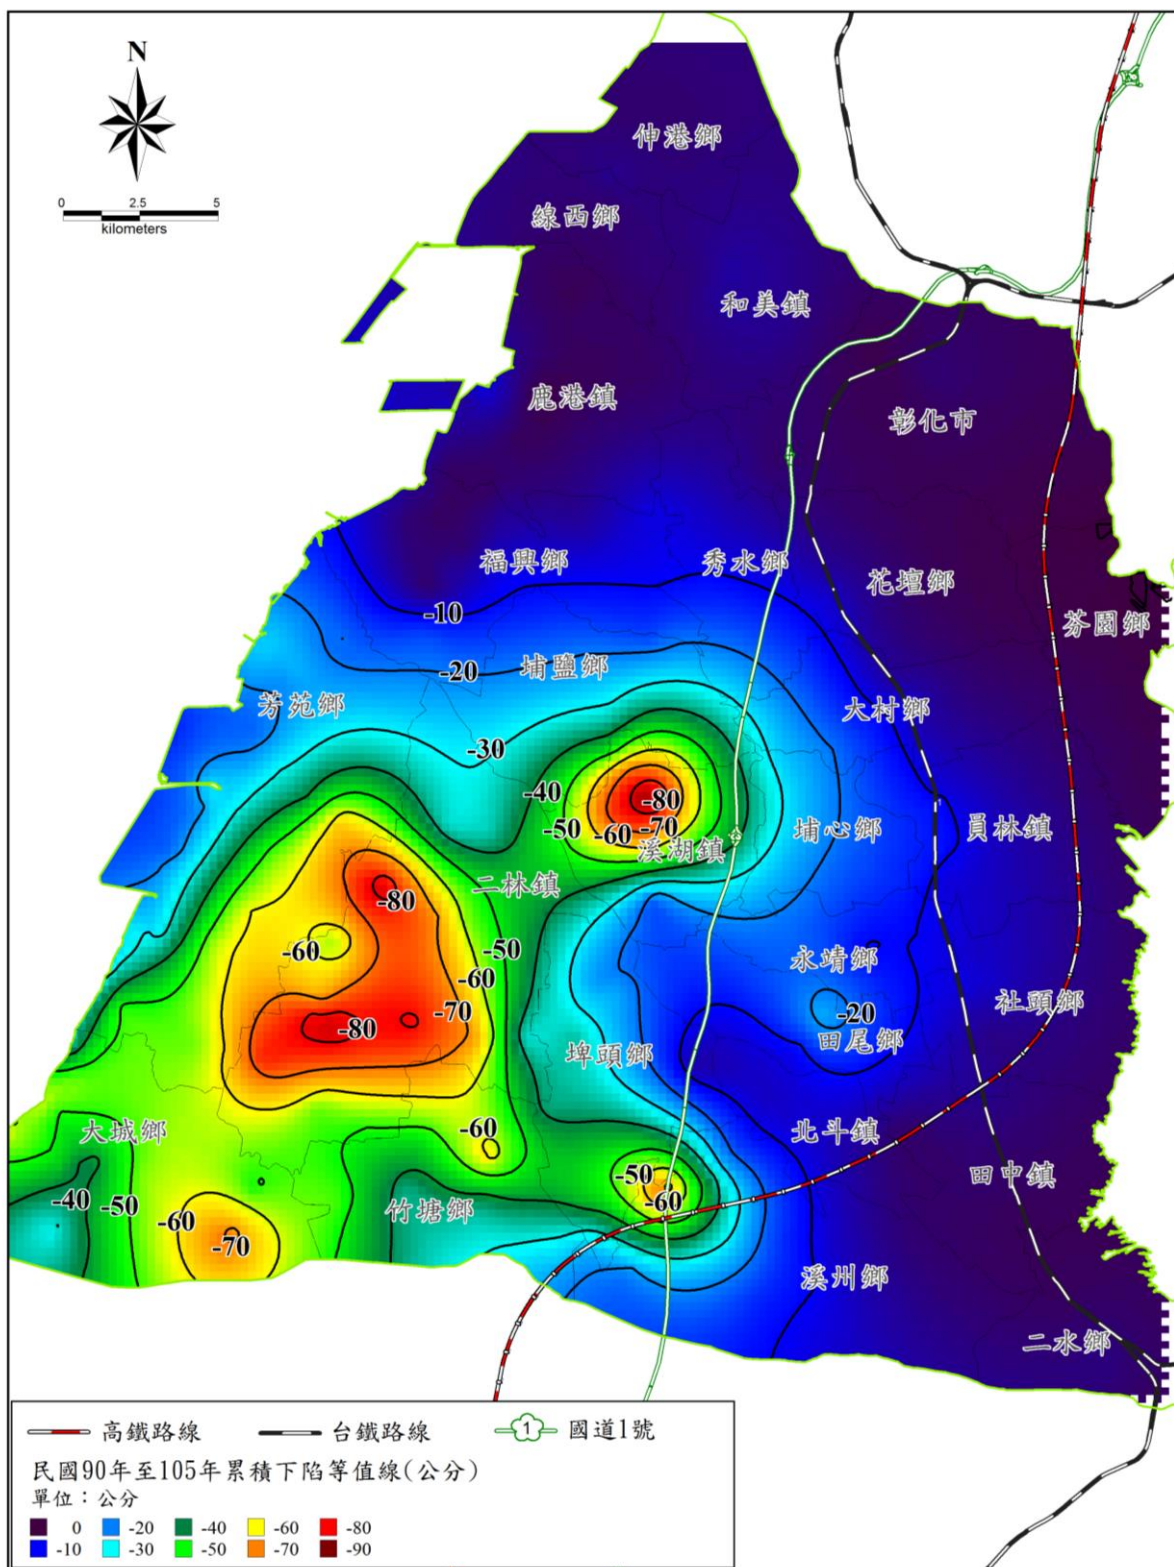 N
0 2.5 5
kilometers
伸港鄉
線西鄉
和美鎮
鹿港鎮
彰化市
福興鄉
秀水鄉
花壇鄉
芬園鄉
-10
-20
埔鹽鄉
芳苑鄉
大村鄉
-30
-40
-80
-50
-60
-70
溪湖鎮
埔心鄉
員林鎮
二林鎮
-80
-60
-50
-60
永靖鄉
-70
-80
-20
社頭鄉
田尾鄉
埤頭鄉
大城鄉
-60
北斗鎮
-50
-60
田中鎮
-40
-50
竹塘鄉
-60
-70
溪州鄉
二水鄉
高鐵路線
台鐵路線
1
國道1號
民國90年至105年累積下陷等值線(公分)
單位：公分
0 -20 -40 -60 -80
-10 -30 -50 -70 -90